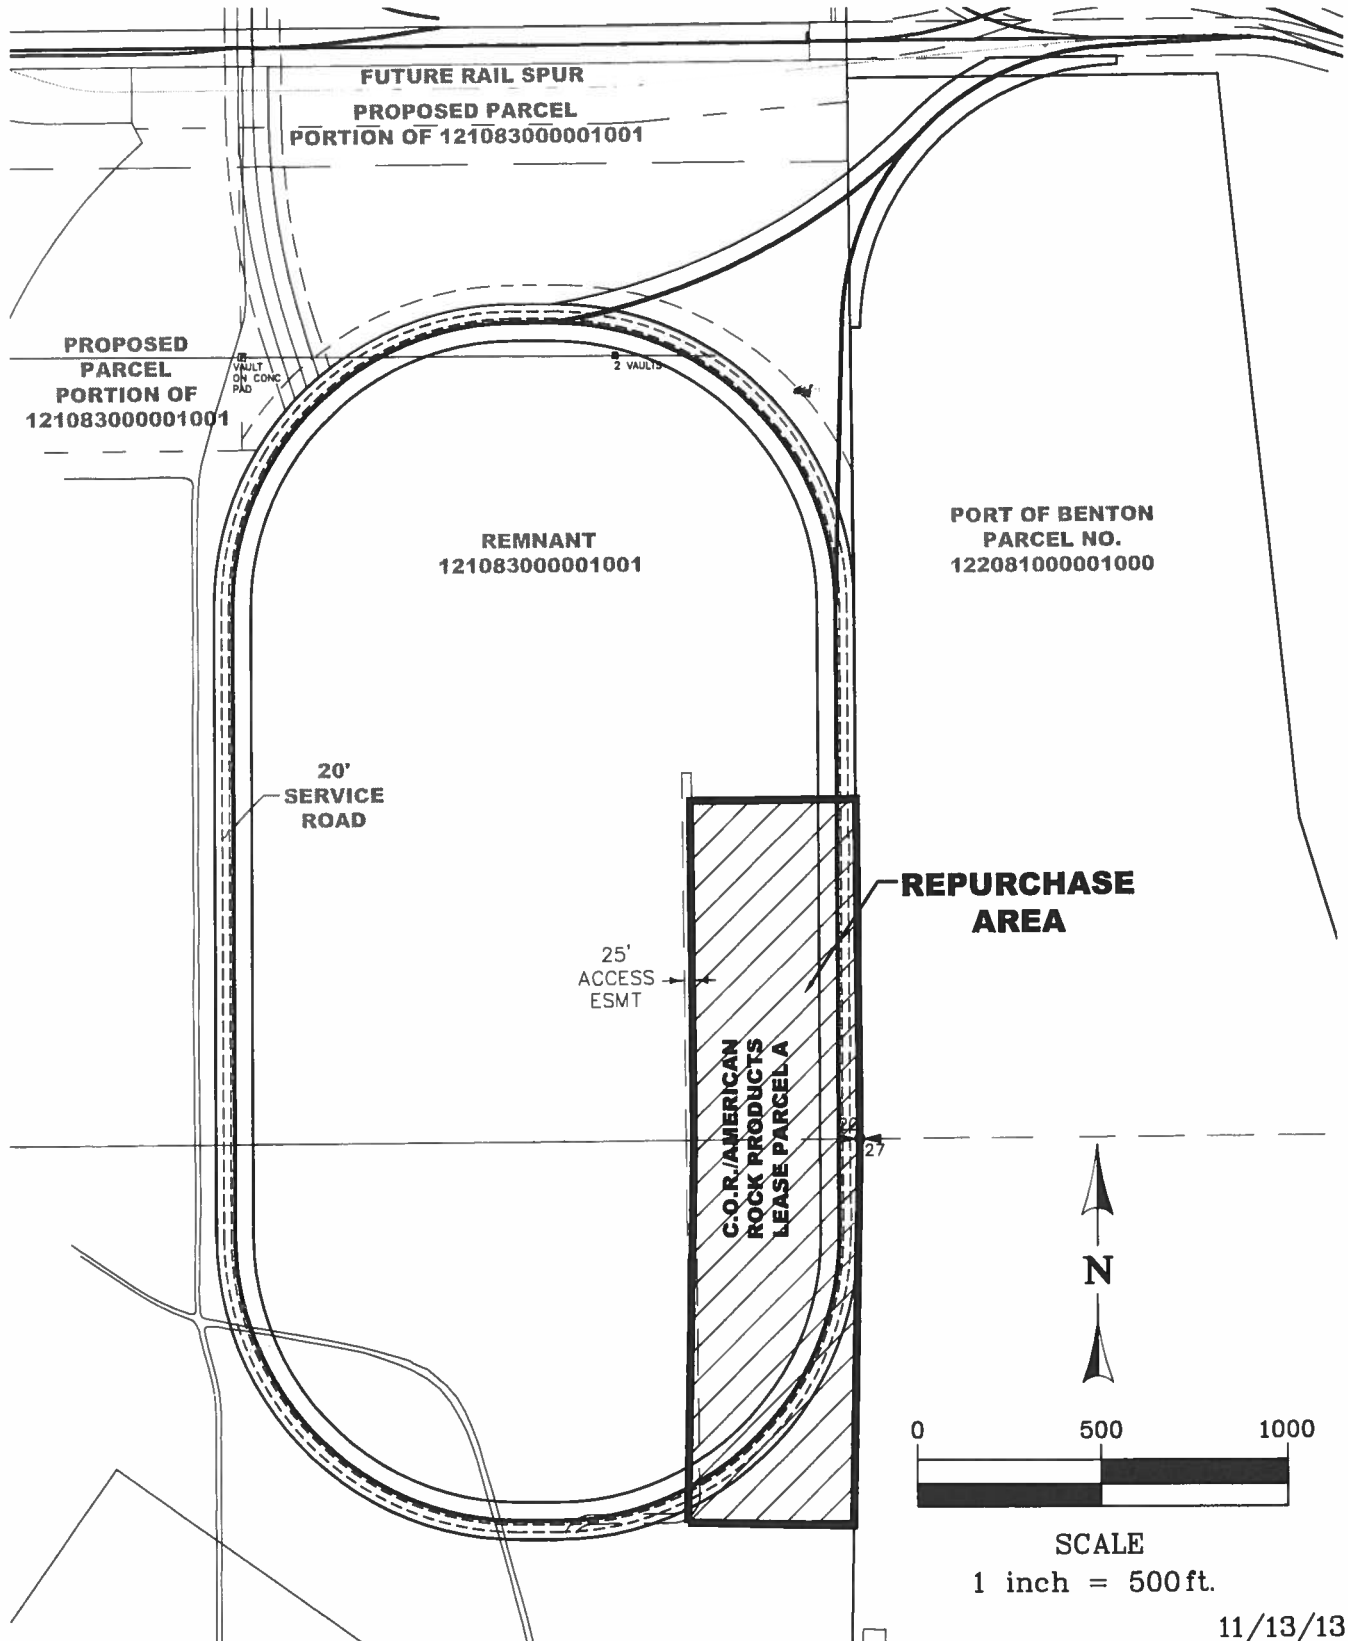 FUTURE RAIL SPUR
PROPOSED PARCEL
PORTION OF 121083000001001
PROPOSED
PARCEL
PORTION OF
121083000001001
VAULT
ON CONC
PAD
2 VAULTS
REMNANT
121083000001001
PORT OF BENTON
PARCEL NO.
122081000001000
20'
SERVICE
ROAD
REPURCHASE
AREA
25'
ACCESS
ESMT
C.O.R./AMERICAN
ROCK PRODUCTS
LEASE PARCEL A
27
N
0 500 1000
SCALE
1 inch = 500ft.
11/13/13